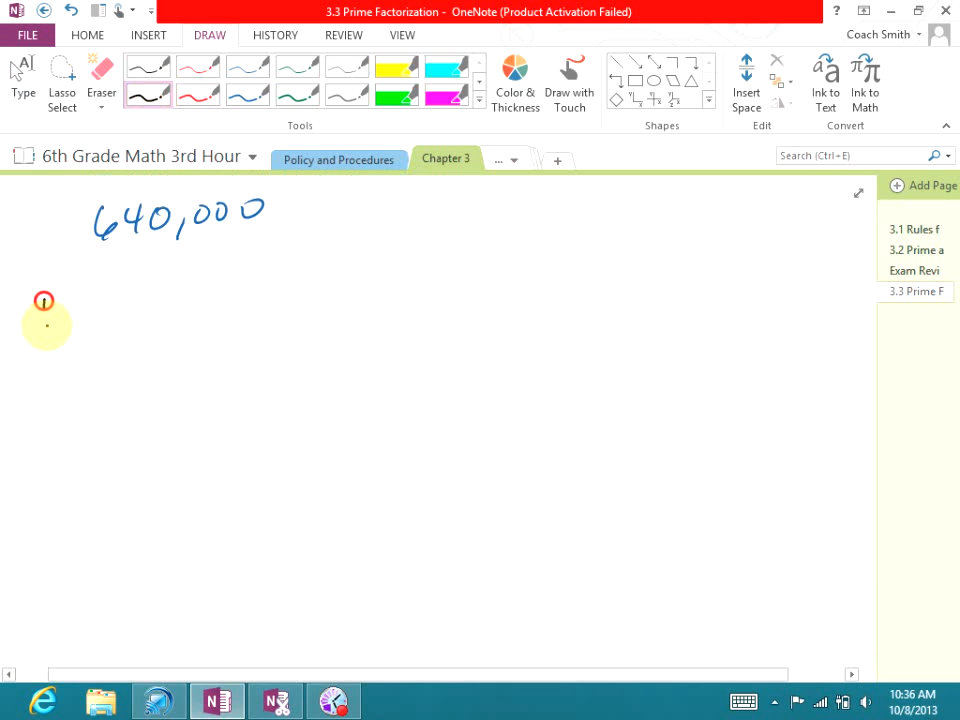 3.3 Prime Factorization - OneNote (Product Activation Failed)
FILE HOME INSERT DRAW HISTORY REVIEW VIEW Coach Smith
Type Lasso Select Eraser Color & Thickness Draw with Touch Insert Space Ink to Text Ink to Math
Tools Shapes Edit Convert
6th Grade Math 3rd Hour Policy and Procedures Chapter 3 ... Search (Ctrl+E)
Add Page
640,000
3.1 Rules f
3.2 Prime a
Exam Revi
3.3 Prime F
10:36 AM
10/8/2013